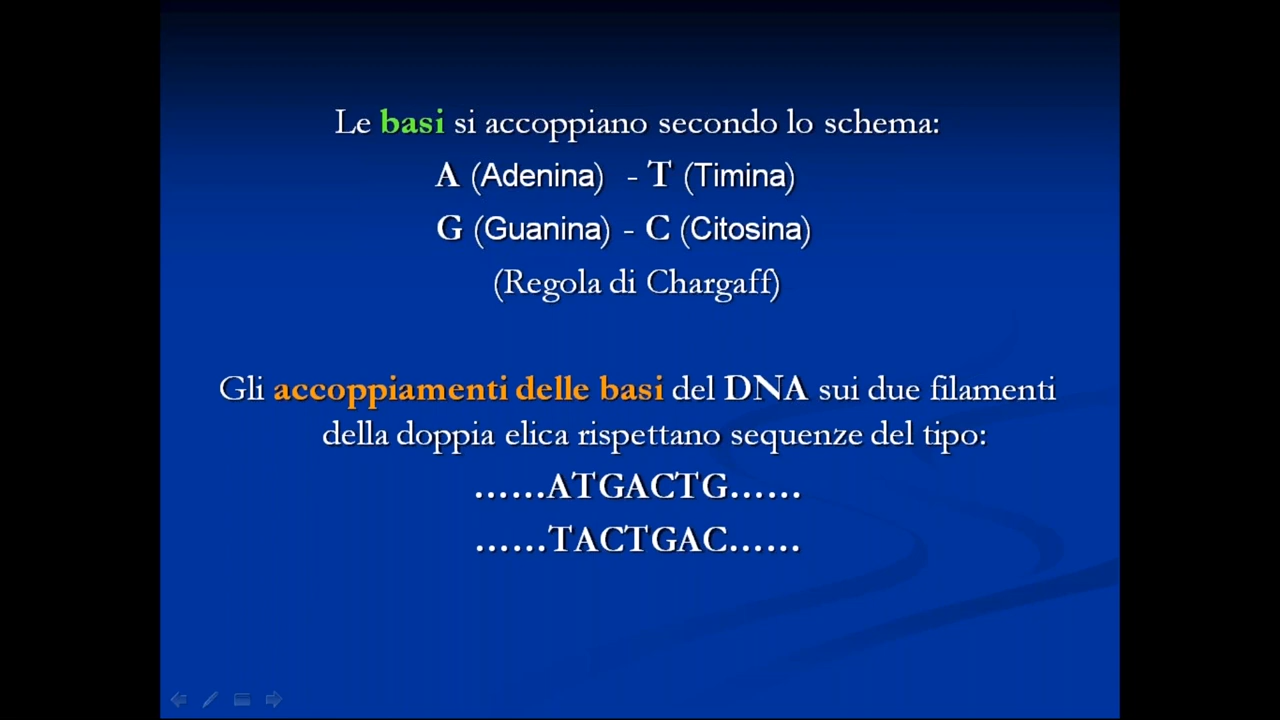 Le basi si accoppiano secondo lo schema:
A (Adenina) - T (Timina)
G (Guanina) - C (Citosina)
(Regola di Chargaff)
Gli accoppiamenti delle basi del DNA sui due filamenti
della doppia elica rispettano sequenze del tipo:
……ATGACTG……
……TACTGAC……